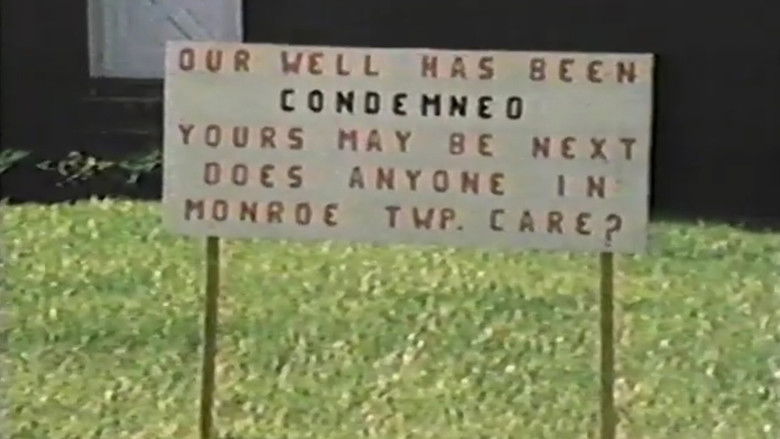 OUR WELL HAS BEEN
CONDEMNED
YOURS MAY BE NEXT
DOES ANYONE IN
MONROE TWP. CARE?